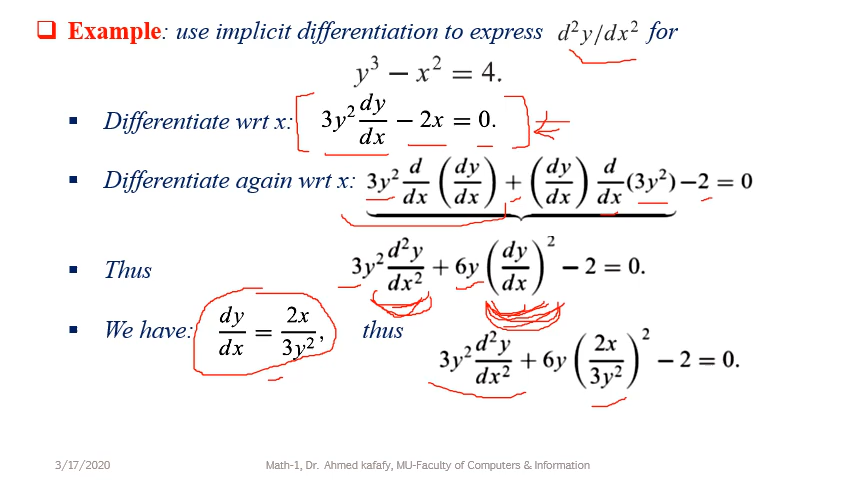 ❑ Example: use implicit differentiation to express d²y/dx² for
y³ − x² = 4.
▪ Differentiate wrt x: 3y² dy/dx − 2x = 0.
▪ Differentiate again wrt x: 3y² d/dx (dy/dx) + (dy/dx) d/dx (3y²) − 2 = 0
▪ Thus 3y² d²y/dx² + 6y (dy/dx)² − 2 = 0.
▪ We have: dy/dx = 2x/3y², thus 3y² d²y/dx² + 6y (2x/3y²)² − 2 = 0.
3/17/2020 Math-1, Dr. Ahmed kafafy, MU-Faculty of Computers & Information